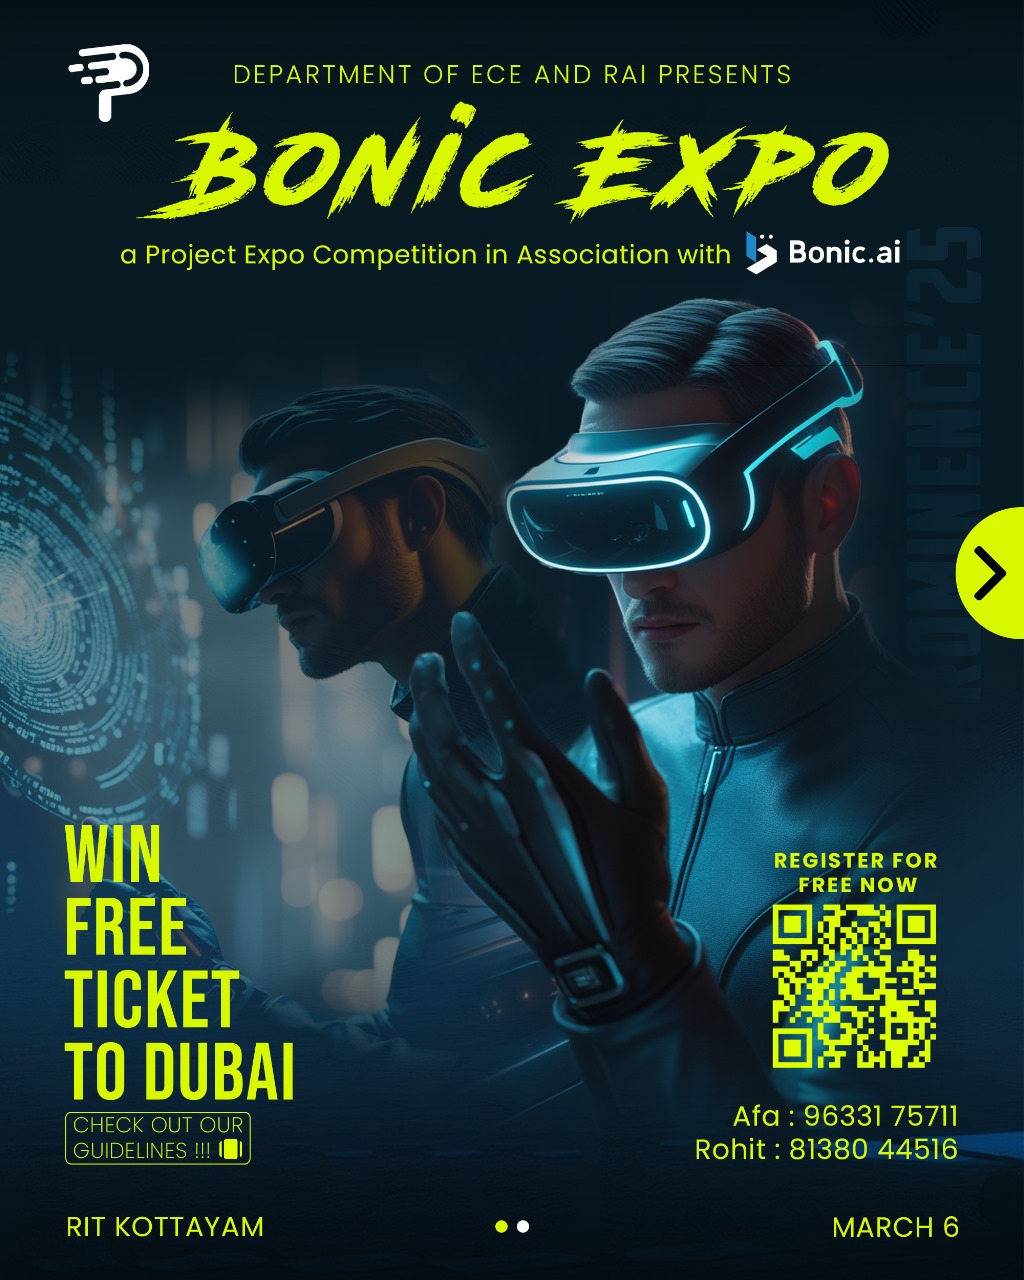 DEPARTMENT OF ECE AND RAI PRESENTS
BONIC EXPO
a Project Expo Competition in Association with Bonic.ai
ROMINENCE'25
WIN
FREE
TICKET
TO DUBAI
CHECK OUT OUR
GUIDELINES !!!
REGISTER FOR
FREE NOW
Afa : 96331 75711
Rohit : 81380 44516
RIT KOTTAYAM
MARCH 6